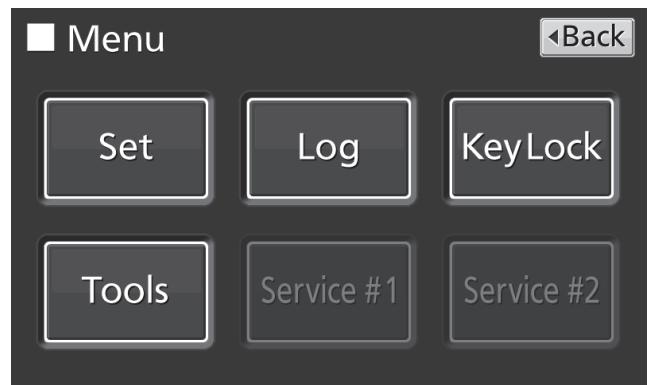 ■ Menu
◂Back
Set
Log
KeyLock
Tools
Service #1
Service #2